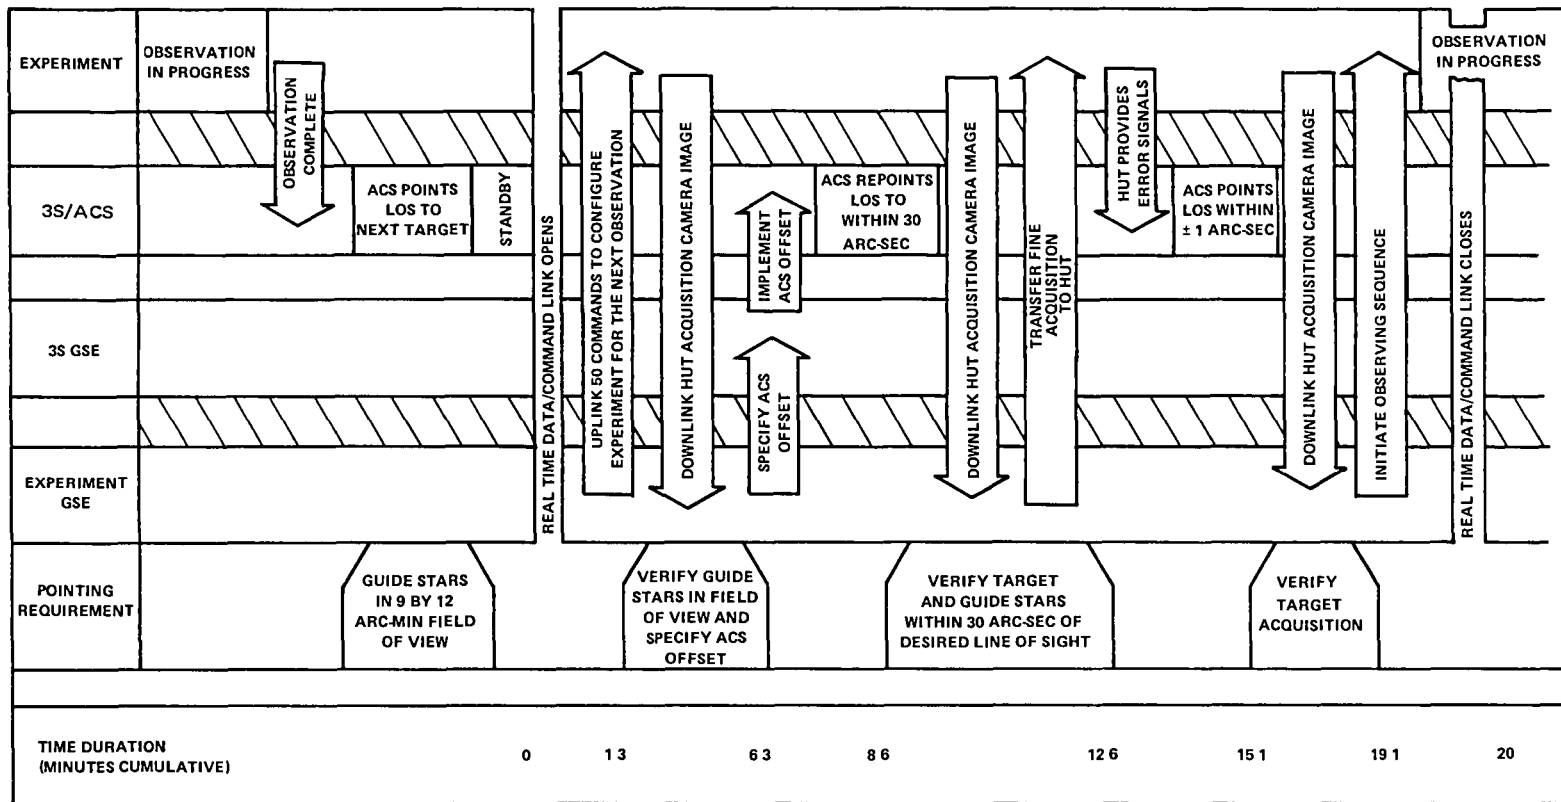 EXPERIMENT
OBSERVATION
IN PROGRESS
OBSERVATION
COMPLETE
3S/ACS
ACS POINTS
LOS TO
NEXT TARGET
STANDBY
REAL TIME DATA/COMMAND LINK OPENS
UPLINK 50 COMMANDS TO CONFIGURE
EXPERIMENT FOR THE NEXT OBSERVATION
DOWNLINK HUT ACQUISITION CAMERA IMAGE
IMPLEMENT
ACS OFFSET
SPECIFY ACS
OFFSET
ACS REPOINTS
LOS TO
WITHIN 30
ARC-SEC
DOWNLINK HUT ACQUISITION CAMERA IMAGE
TRANSFER FINE
ACQUISITION
TO HUT
HUT PROVIDES
ERROR SIGNALS
ACS POINTS
LOS WITHIN
± 1 ARC-SEC
DOWNLINK HUT ACQUISITION CAMERA IMAGE
INITIATE OBSERVING SEQUENCE
OBSERVATION
IN PROGRESS
REAL TIME DATA/COMMAND LINK CLOSES
3S GSE
EXPERIMENT
GSE
POINTING
REQUIREMENT
GUIDE STARS
IN 9 BY 12
ARC-MIN FIELD
OF VIEW
VERIFY GUIDE
STARS IN FIELD
OF VIEW AND
SPECIFY ACS
OFFSET
VERIFY TARGET
AND GUIDE STARS
WITHIN 30 ARC-SEC OF
DESIRED LINE OF SIGHT
VERIFY
TARGET
ACQUISITION
TIME DURATION
(MINUTES CUMULATIVE)
0 1 3 6 3 8 6 12 6 15 1 19 1 20